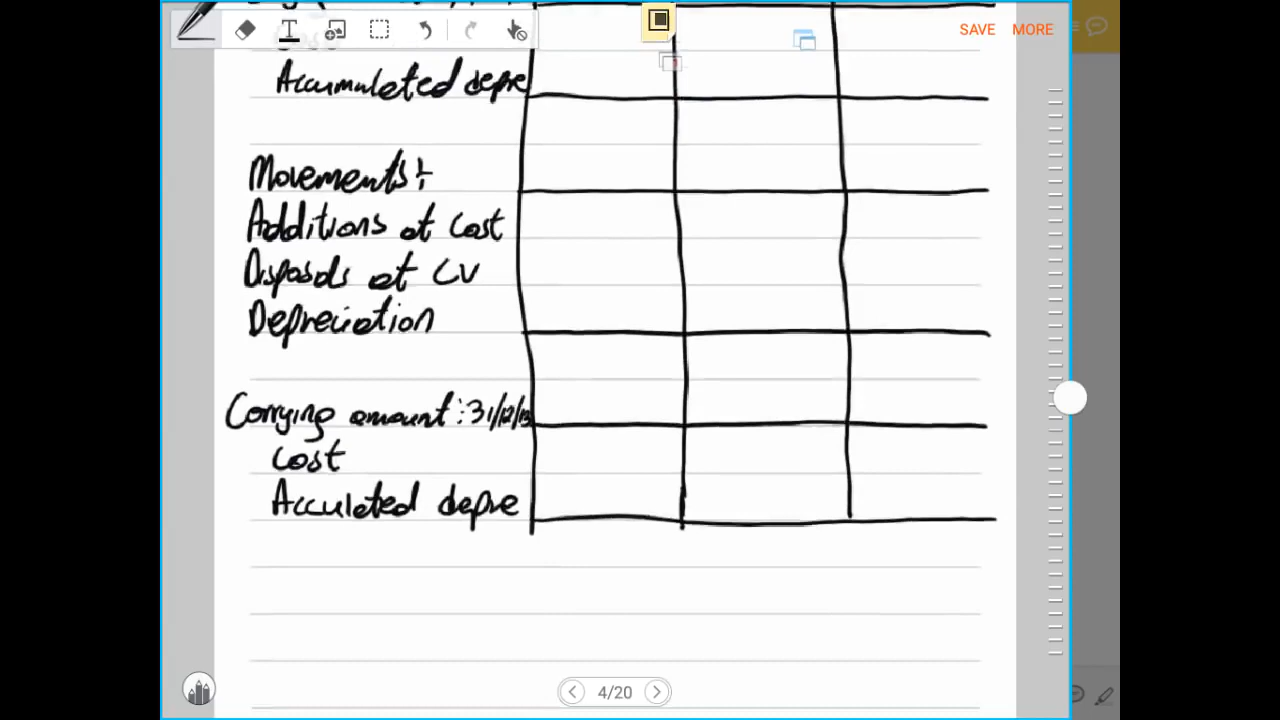 SAVE MORE
Accumulated depre
Movements:
Additions at cost
Disposals at CV
Depreciation
Carrying amount: 31/12/13
Cost
Acculated depre
4/20